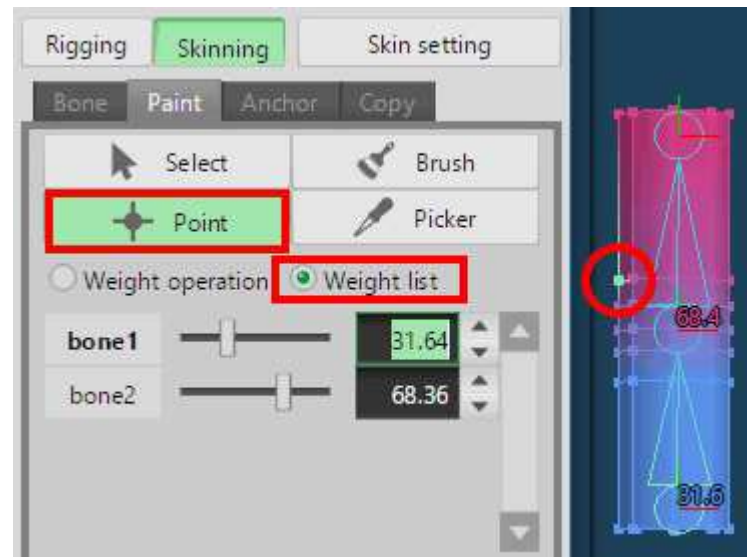 Rigging Skinning Skin setting
Bone Paint Anchor Copy
Select Brush
Point Picker
Weight operation Weight list
bone1 31.64
bone2 68.36
68.4
31.6